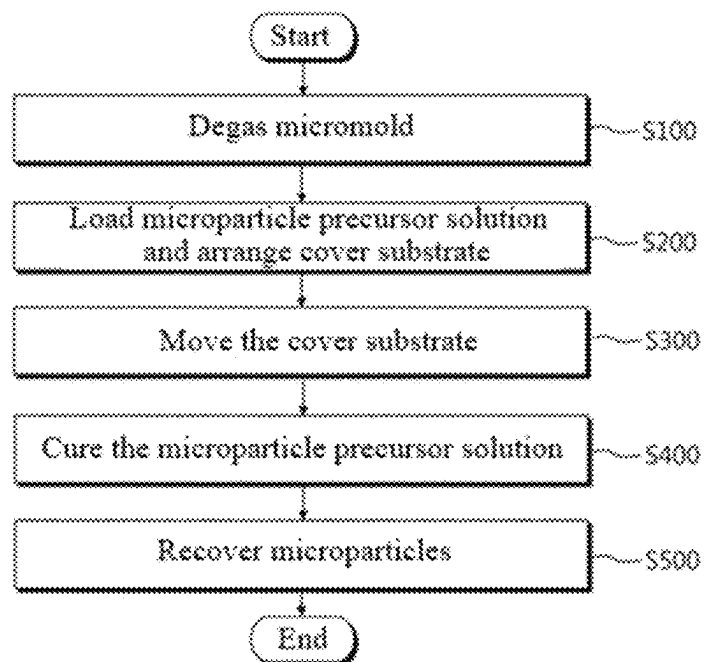 Start
Degas micromold
S100
Load microparticle precursor solution
and arrange cover substrate
S200
Move the cover substrate
S300
Cure the microparticle precursor solution
S400
Recover microparticles
S500
End